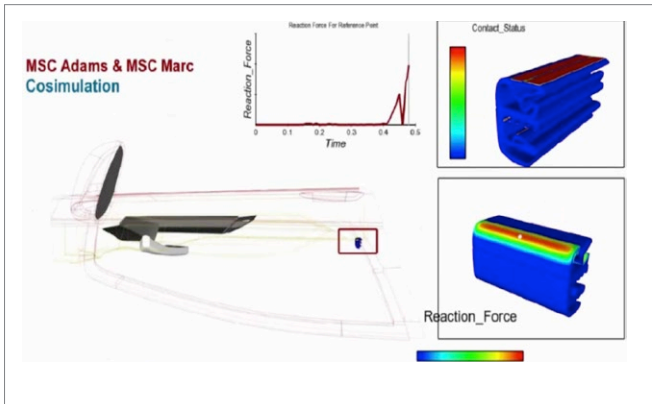 MSC Adams & MSC Marc
Cosimulation
Reaction Force For Reference Point
Reaction_Force
0 0.1 0.2 0.3 0.4 0.5
Time
Contact_Status
Reaction_Force